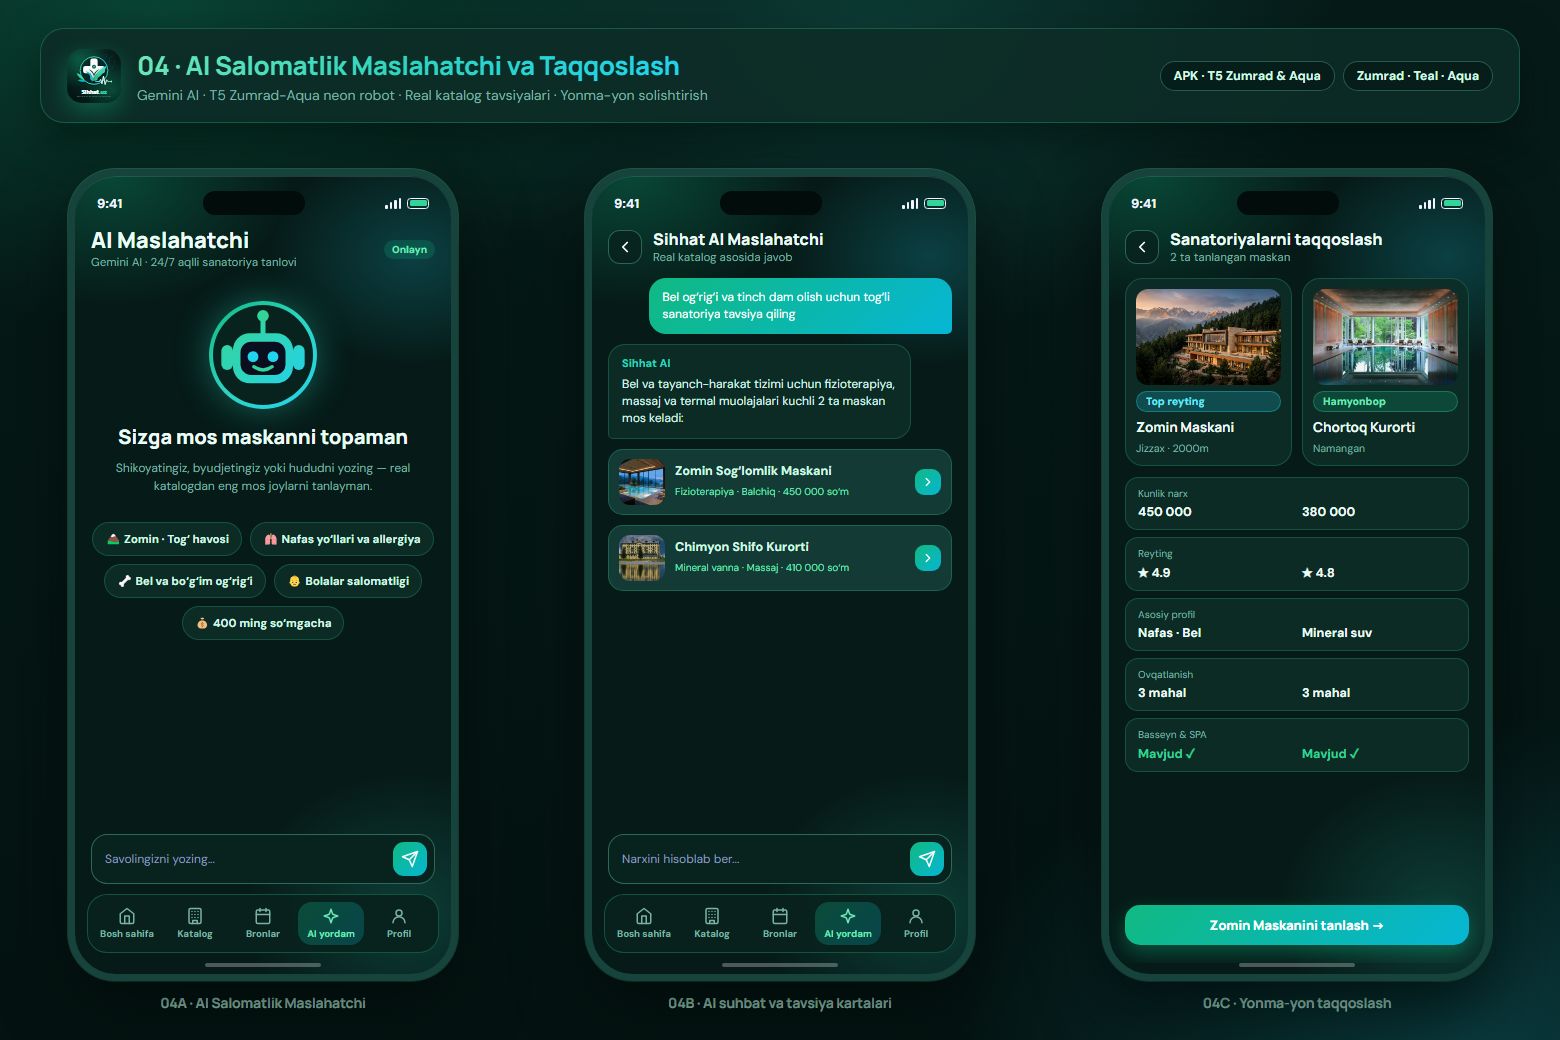 Sihhat.uz
04 · AI Salomatlik Maslahatchi va Taqqoslash
Gemini AI · T5 Zumrad-Aqua neon robot · Real katalog tavsiyalari · Yonma-yon solishtirish
APK · T5 Zumrad & Aqua
Zumrad · Teal · Aqua
9:41
AI Maslahatchi
Gemini AI · 24/7 aqlli sanatoriya tanlovi
Onlayn
Sizga mos maskanni topaman
Shikoyatingiz, byudjetingiz yoki hududni yozing — real
katalogdan eng mos joylarni tanlayman.
Zomin · Tog‘ havosi
Nafas yo‘llari va allergiya
Bel va bo‘g‘im og‘rig‘i
Bolalar salomatligi
400 ming so‘mgacha
Savolingizni yozing...
Bosh sahifa
Katalog
Bronlar
AI yordam
Profil
04A · AI Salomatlik Maslahatchi
9:41
Sihhat AI Maslahatchi
Real katalog asosida javob
Bel og‘rig‘i va tinch dam olish uchun tog‘li
sanatoriya tavsiya qiling
Sihhat AI
Bel va tayanch-harakat tizimi uchun fizioterapiya,
massaj va termal muolajalari kuchli 2 ta maskan
mos keladi:
Zomin Sog‘lomlik Maskani
Fizioterapiya · Balchiq · 450 000 so‘m
Chimyon Shifo Kurorti
Mineral vanna · Massaj · 410 000 so‘m
Narxini hisoblab ber...
Bosh sahifa
Katalog
Bronlar
AI yordam
Profil
04B · AI suhbat va tavsiya kartalari
9:41
Sanatoriyalarni taqqoslash
2 ta tanlangan maskan
Top reyting
Zomin Maskani
Jizzax · 2000m
Hamyonbop
Chortoq Kurorti
Namangan
Kunlik narx
450 000
380 000
Reyting
★ 4.9
★ 4.8
Asosiy profil
Nafas · Bel
Mineral suv
Ovqatlanish
3 mahal
3 mahal
Basseyn & SPA
Mavjud ✓
Mavjud ✓
Zomin Maskanini tanlash →
04C · Yonma-yon taqqoslash